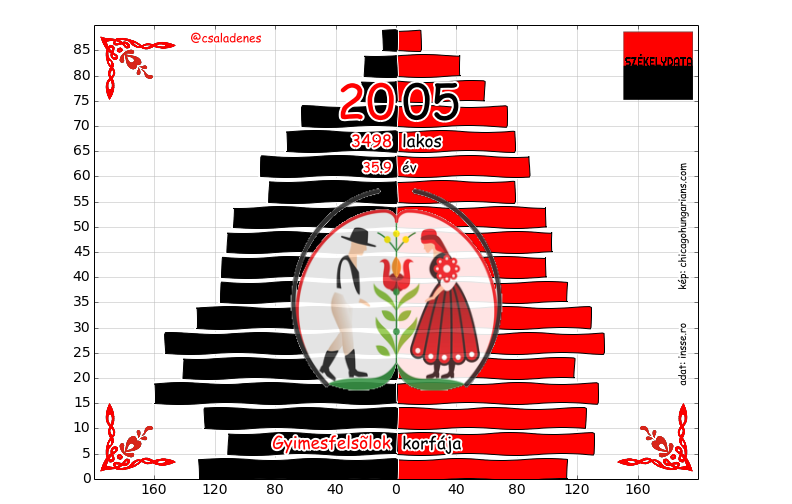 @csaladenes
SZÉKELYDATA
2005
3498 lakos
35.9 év
kép: chicagohungarians.com
adat: insse.ro
Gyimesfelsőlok korfája
85
80
75
70
65
60
55
50
45
40
35
30
25
20
15
10
5
0
160 120 80 40 0 40 80 120 160